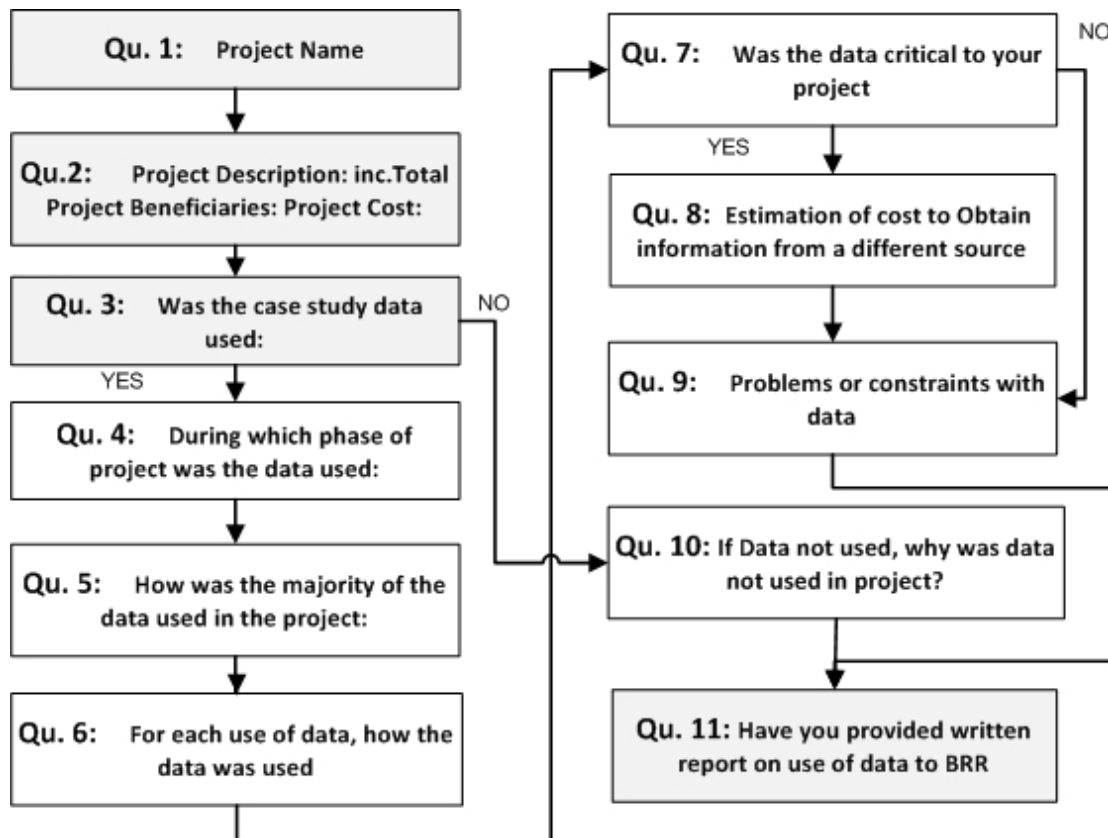 Qu. 1: Project Name
Qu.2: Project Description: inc.Total
Project Beneficiaries: Project Cost:
Qu. 3: Was the case study data
used:
NO
YES
Qu. 4: During which phase of
project was the data used:
Qu. 5: How was the majority of the
data used in the project:
Qu. 6: For each use of data, how the
data was used
Qu. 7: Was the data critical to your
project
NO
YES
Qu. 8: Estimation of cost to Obtain
information from a different source
Qu. 9: Problems or constraints with
data
Qu. 10: If Data not used, why was data
not used in project?
Qu. 11: Have you provided written
report on use of data to BRR